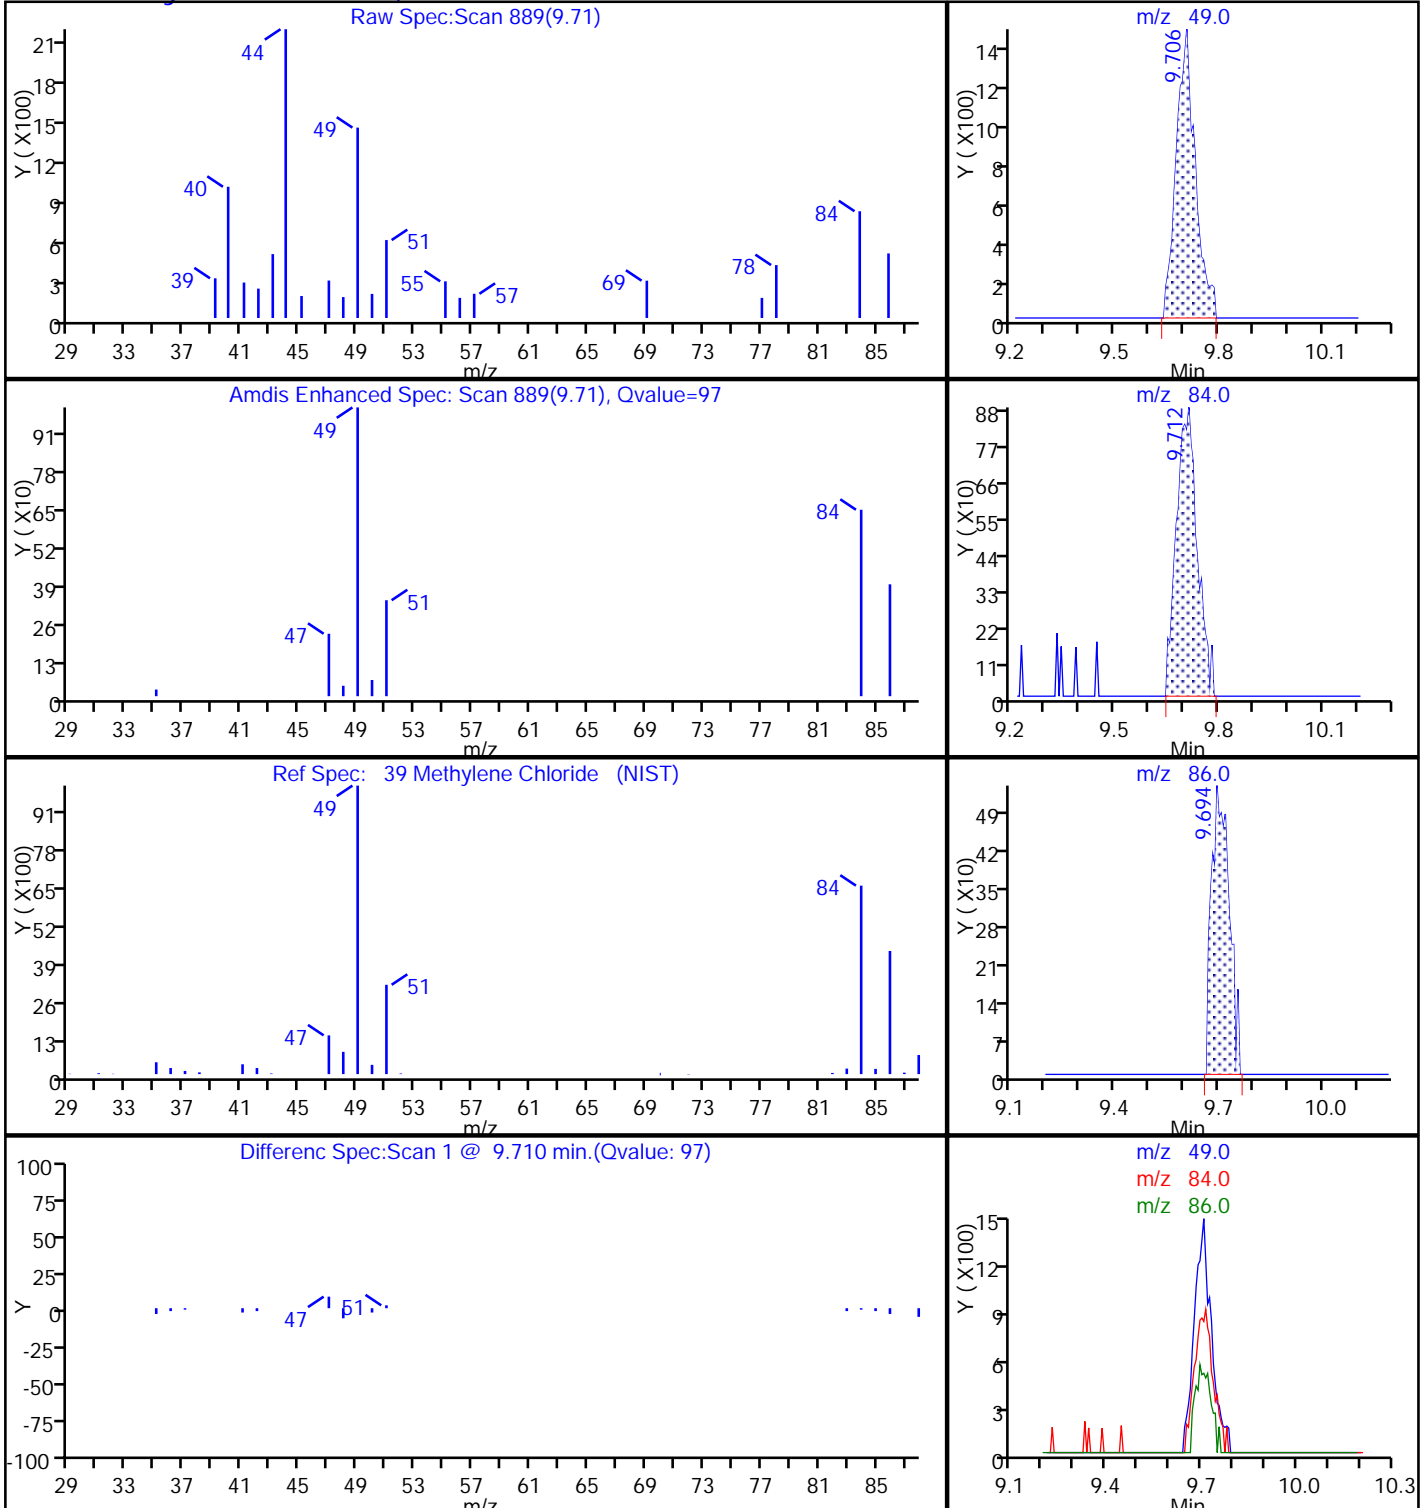 Raw Spec:Scan 889(9.71)
Y ( X100)
21
18
15
12
9
6
3
0
44
49
40
39
51
55
57
69
78
84
29 33 37 41 45 49 53 57 61 65 69 73 77 81 85
m/z
m/z 49.0
Y ( X100)
14
12
10
8
6
4
2
0
9.706
9.2 9.5 9.8 10.1
Min
Amdis Enhanced Spec: Scan 889(9.71), Qvalue=97
Y ( X10)
91
78
65
52
39
26
13
0
49
84
51
47
29 33 37 41 45 49 53 57 61 65 69 73 77 81 85
m/z
m/z 84.0
Y ( X10)
88
77
66
55
44
33
22
11
0
9.712
9.2 9.5 9.8 10.1
Min
Ref Spec: 39 Methylene Chloride (NIST)
Y ( X100)
91
78
65
52
39
26
13
0
49
84
51
47
29 33 37 41 45 49 53 57 61 65 69 73 77 81 85
m/z
m/z 86.0
Y ( X10)
49
42
35
28
21
14
7
0
9.694
9.1 9.4 9.7 10.0
Min
Differenc Spec:Scan 1 @ 9.710 min.(Qvalue: 97)
Y
100
75
50
25
0
-25
-50
-75
-100
47
51
29 33 37 41 45 49 53 57 61 65 69 73 77 81 85
m/z
m/z 49.0
m/z 84.0
m/z 86.0
Y ( X100)
15
12
9
6
3
0
9.1 9.4 9.7 10.0 10.3
Min